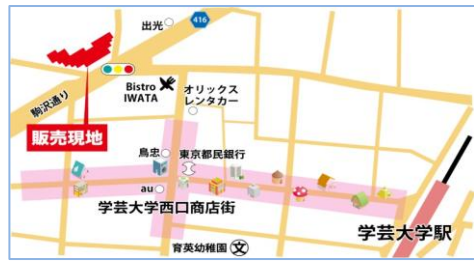 出光
416
Bistro
IWATA
オリックス
レンタカー
駒沢通り
販売現地
鳥忠
東京都民銀行
au
学芸大学西口商店街
学芸大学駅
育英幼稚園
文